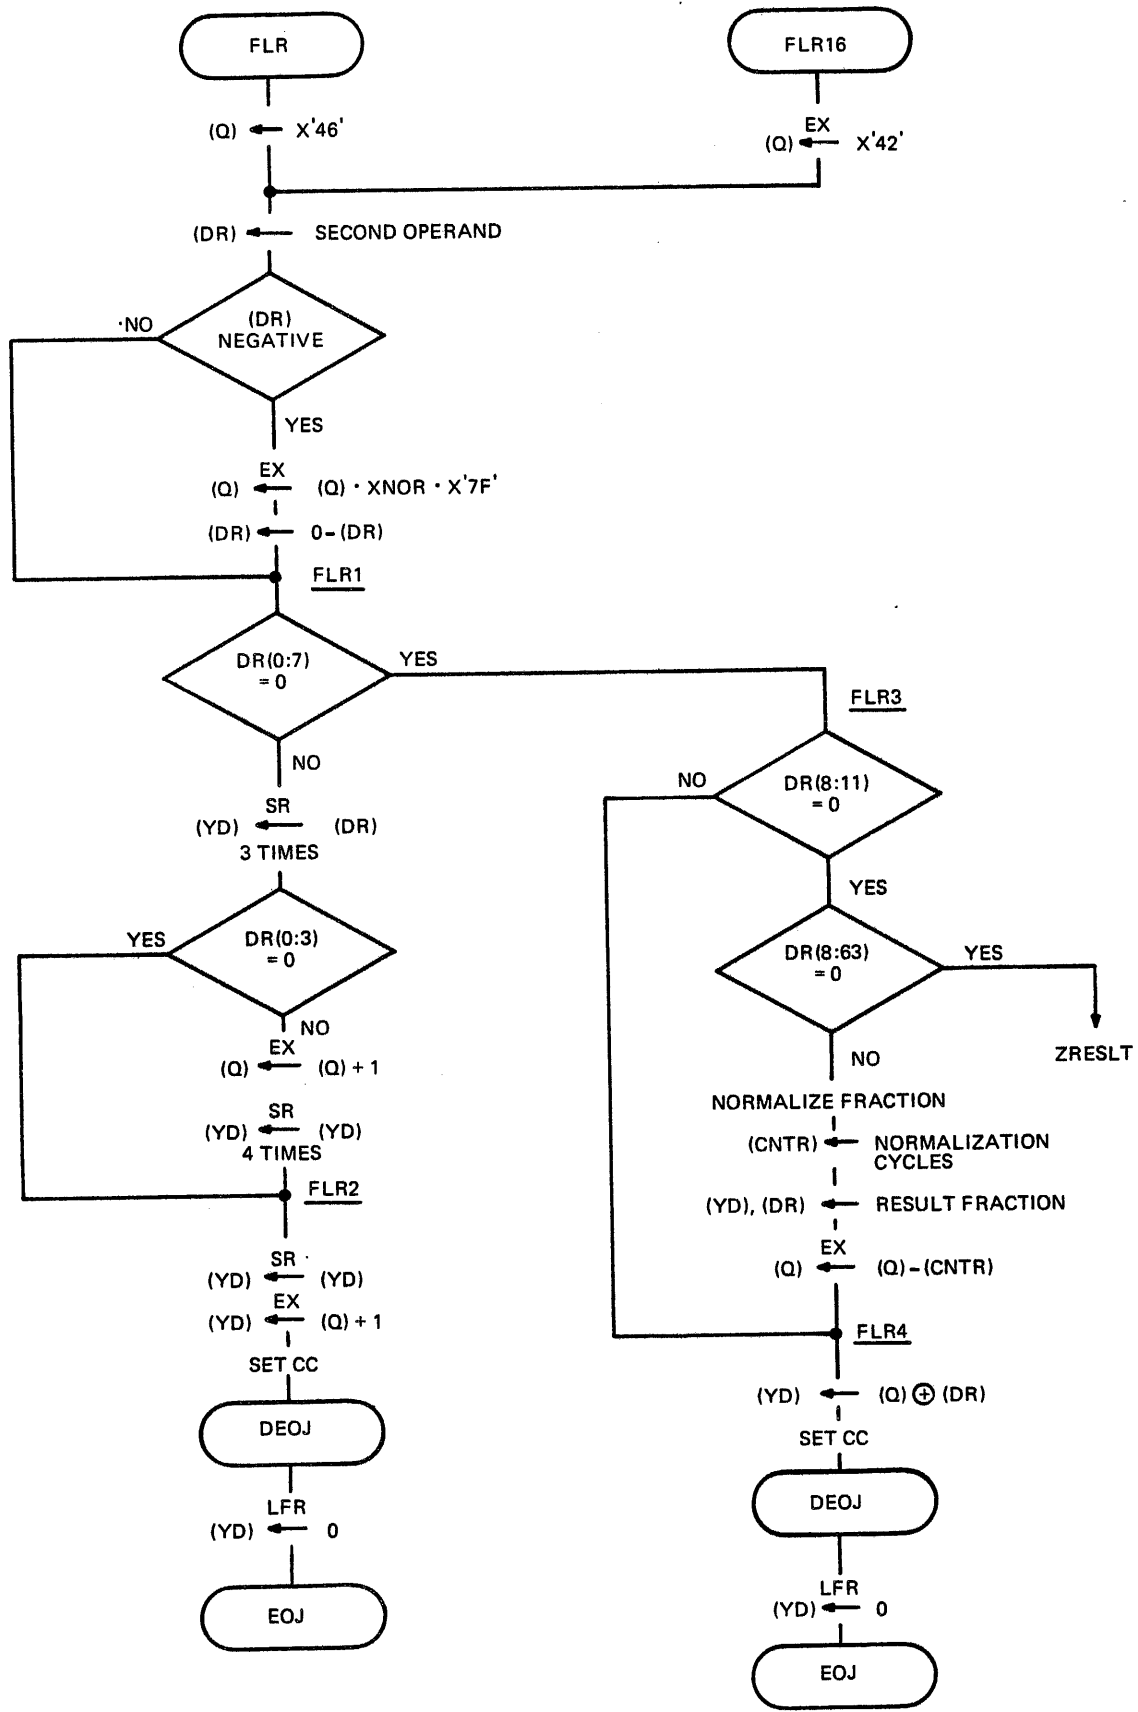 FLR
FLR16
(Q) ← X'46'
EX
(Q) ← X'42'
(DR) ← SECOND OPERAND
(DR)
NEGATIVE
NO
YES
EX
(Q) ← (Q) · XNOR · X'7F'
(DR) ← 0-(DR)
FLR1
DR(0:7)
= 0
YES
NO
SR
(YD) ← (DR)
3 TIMES
DR(0:3)
= 0
YES
NO
EX
(Q) ← (Q) + 1
SR
(YD) ← (YD)
4 TIMES
FLR2
SR
(YD) ← (YD)
EX
(YD) ← (Q) + 1
SET CC
DEOJ
LFR
(YD) ← 0
EOJ
FLR3
DR(8:11)
= 0
NO
YES
DR(8:63)
= 0
YES
ZRESLT
NO
NORMALIZE FRACTION
(CNTR) ← NORMALIZATION
CYCLES
(YD), (DR) ← RESULT FRACTION
EX
(Q) ← (Q)-(CNTR)
FLR4
(YD) ← (Q) ⊕ (DR)
SET CC
DEOJ
LFR
(YD) ← 0
EOJ